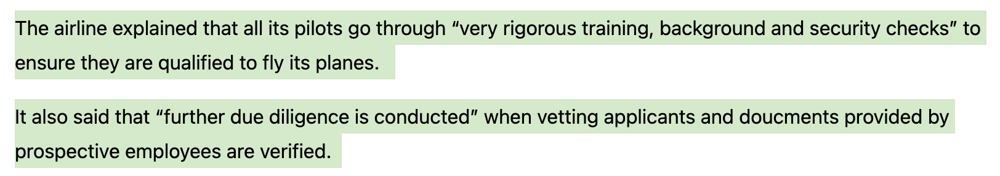 The airline explained that all its pilots go through “very rigorous training, background and security checks” to
ensure they are qualified to fly its planes.
It also said that “further due diligence is conducted” when vetting applicants and doucments provided by
prospective employees are verified.